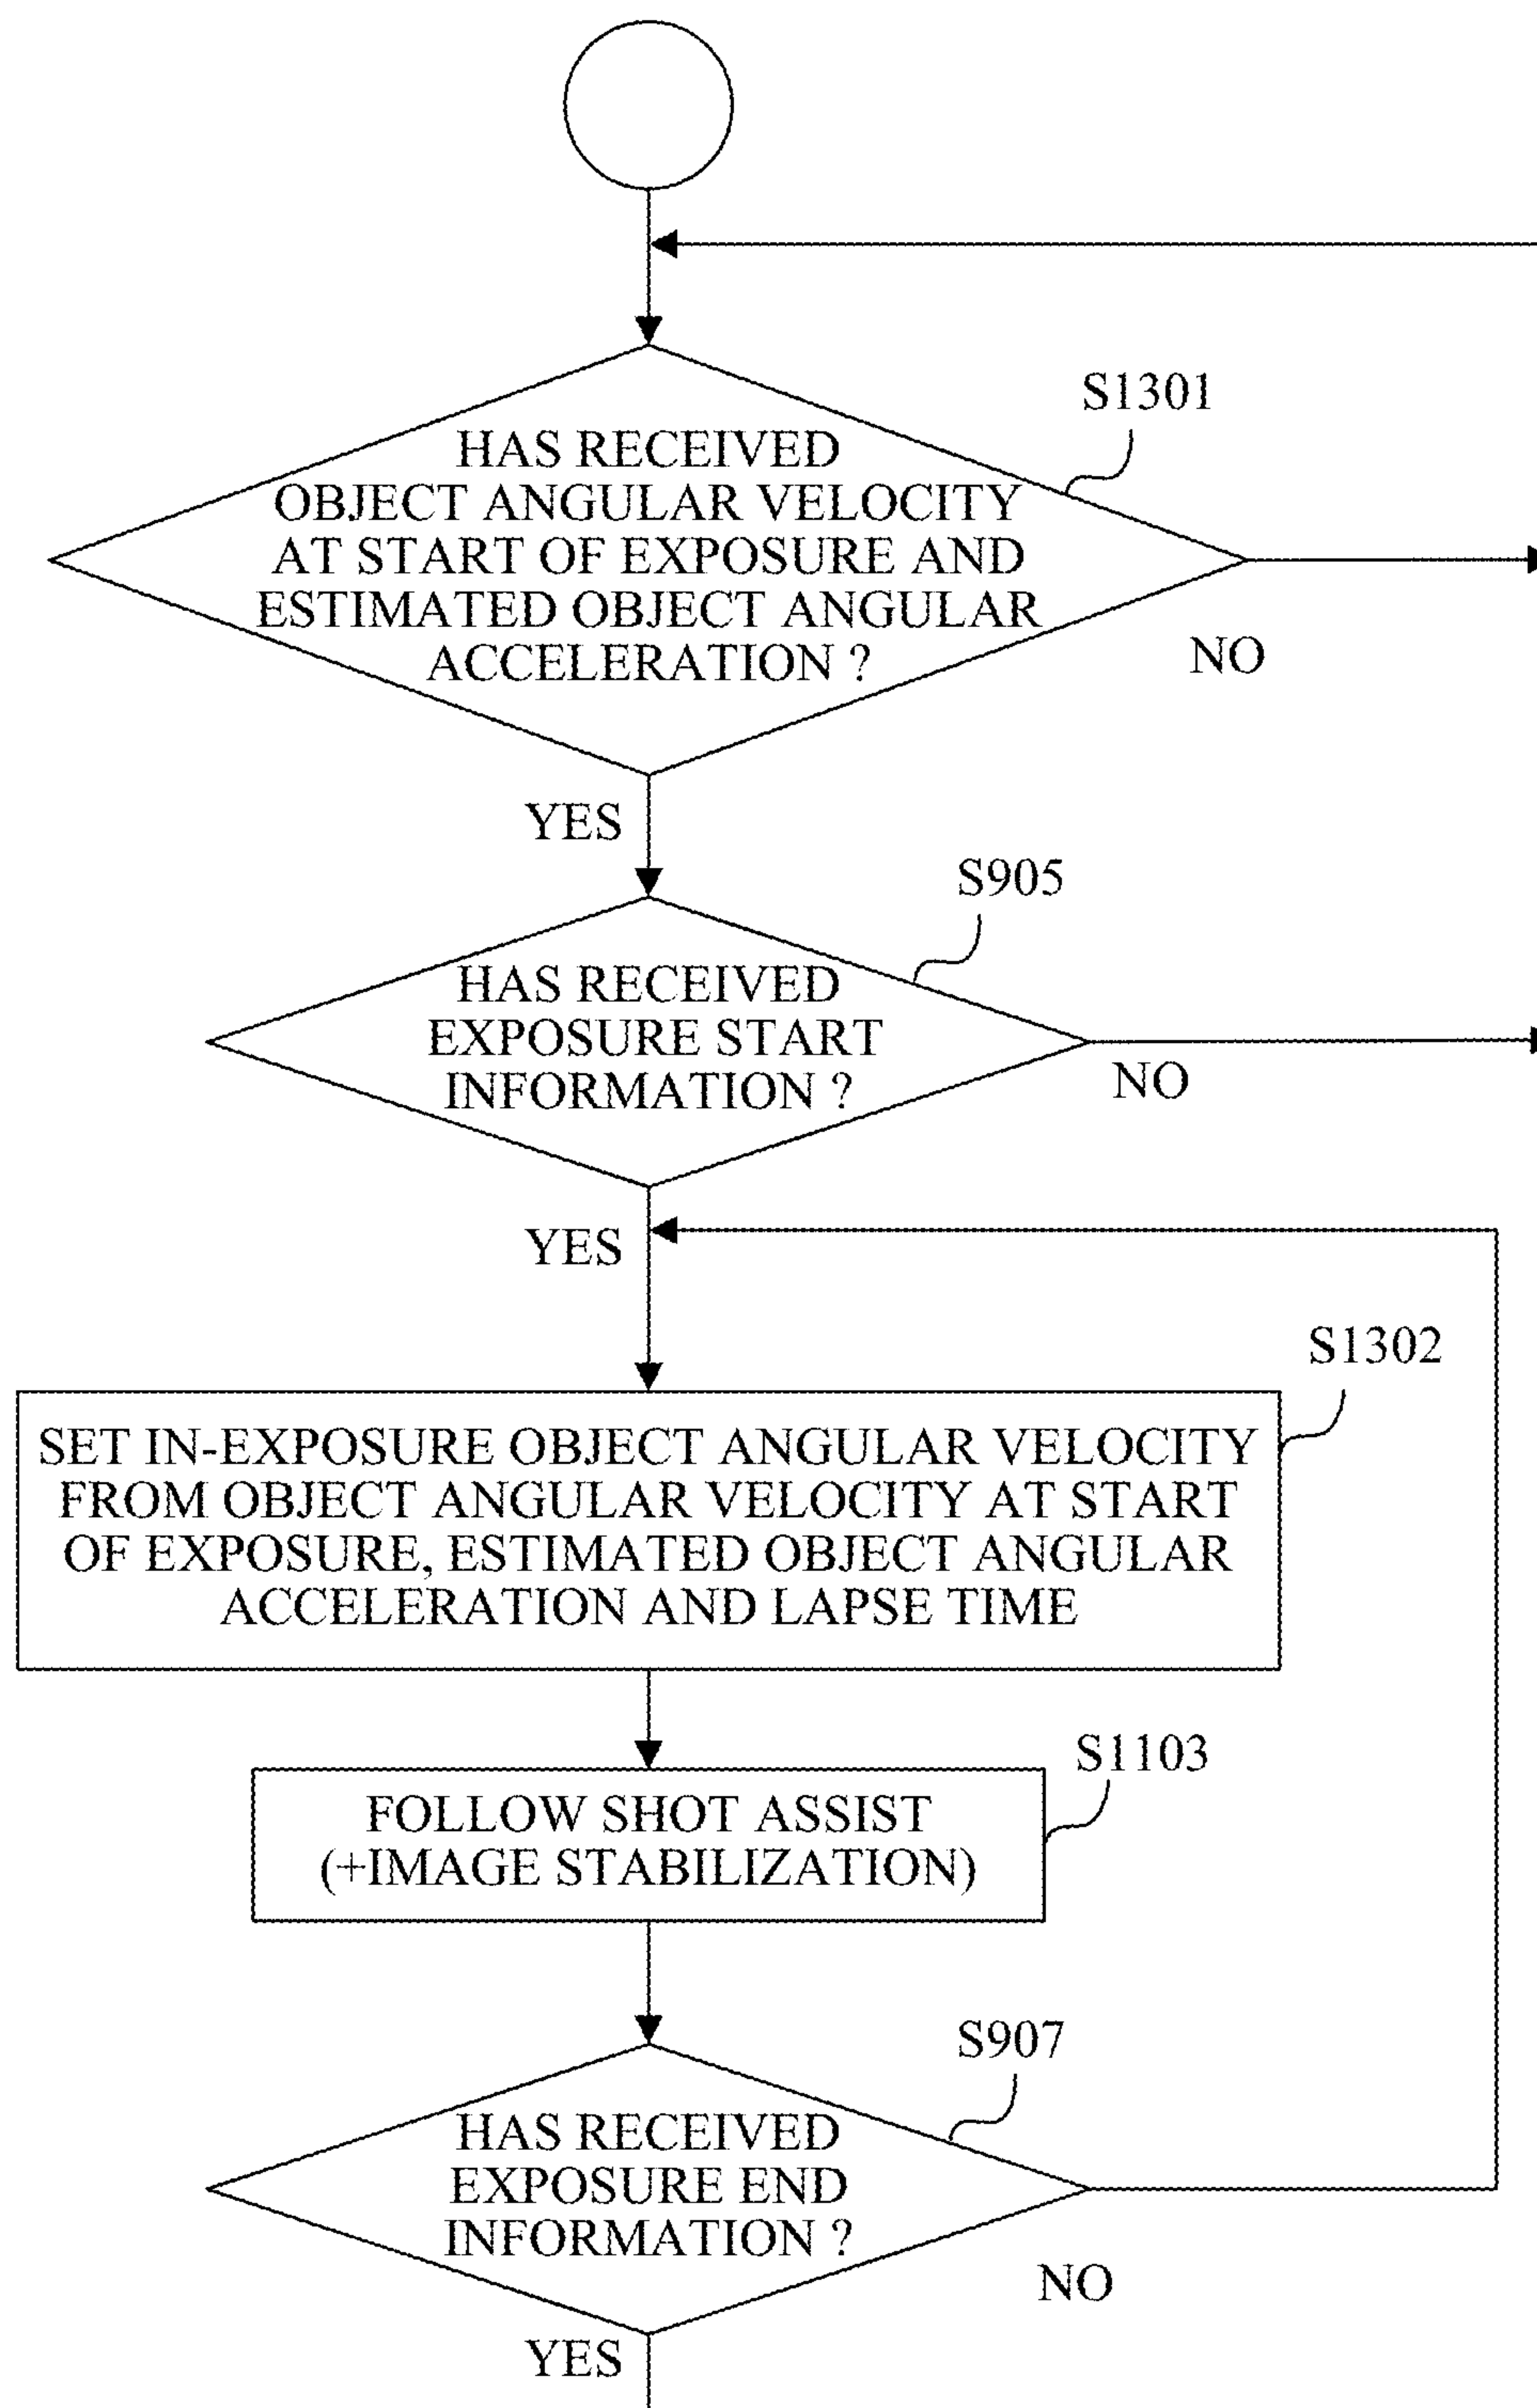 S1301
HAS RECEIVED
OBJECT ANGULAR VELOCITY
AT START OF EXPOSURE AND
ESTIMATED OBJECT ANGULAR
ACCELERATION ?
NO
YES
S905
HAS RECEIVED
EXPOSURE START
INFORMATION ?
NO
YES
S1302
SET IN-EXPOSURE OBJECT ANGULAR VELOCITY
FROM OBJECT ANGULAR VELOCITY AT START
OF EXPOSURE, ESTIMATED OBJECT ANGULAR
ACCELERATION AND LAPSE TIME
S1103
FOLLOW SHOT ASSIST
(+IMAGE STABILIZATION)
S907
HAS RECEIVED
EXPOSURE END
INFORMATION ?
NO
YES